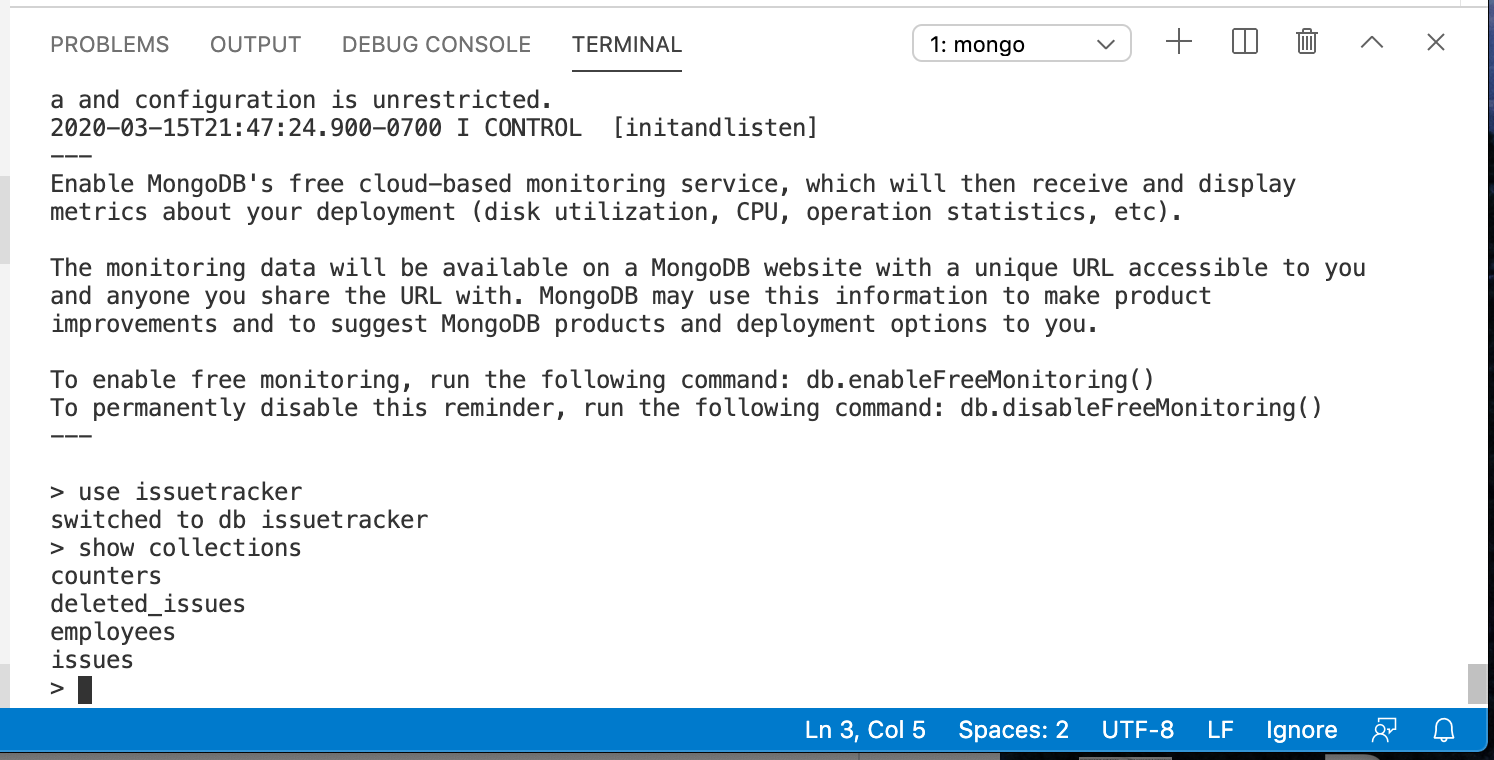 PROBLEMS OUTPUT DEBUG CONSOLE TERMINAL 1: mongo
a and configuration is unrestricted.
2020-03-15T21:47:24.900-0700 I CONTROL  [initandlisten]
---
Enable MongoDB's free cloud-based monitoring service, which will then receive and display
metrics about your deployment (disk utilization, CPU, operation statistics, etc).

The monitoring data will be available on a MongoDB website with a unique URL accessible to you
and anyone you share the URL with. MongoDB may use this information to make product
improvements and to suggest MongoDB products and deployment options to you.

To enable free monitoring, run the following command: db.enableFreeMonitoring()
To permanently disable this reminder, run the following command: db.disableFreeMonitoring()
---

> use issuetracker
switched to db issuetracker
> show collections
counters
deleted_issues
employees
issues
>
Ln 3, Col 5 Spaces: 2 UTF-8 LF Ignore